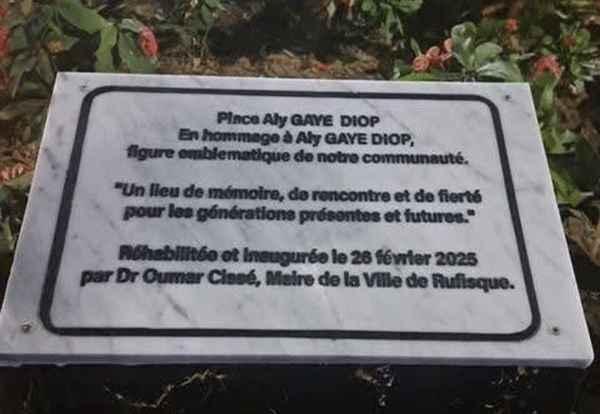 Place Aly GAYE DIOP
En hommage à Aly GAYE DIOP,
figure emblematique de notre communauté.
"Un lieu de mémoire, de rencontre et de fierté
pour les générations présentes et futures."
Réhabilitée et Inaugurée le 26 février 2025
par Dr Oumar Cissé, Maire de la Ville de Rufisque.